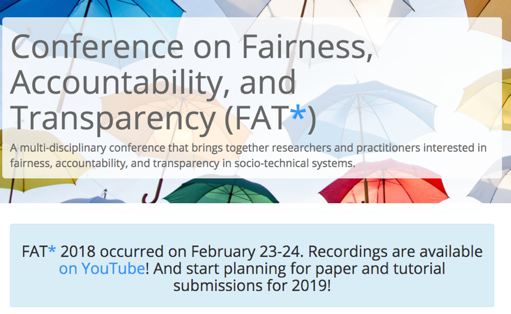 Conference on Fairness,
Accountability, and
Transparency (FAT*)
A multi-disciplinary conference that brings together researchers and practitioners interested in
fairness, accountability, and transparency in socio-technical systems.
FAT* 2018 occurred on February 23-24. Recordings are available
on YouTube! And start planning for paper and tutorial
submissions for 2019!